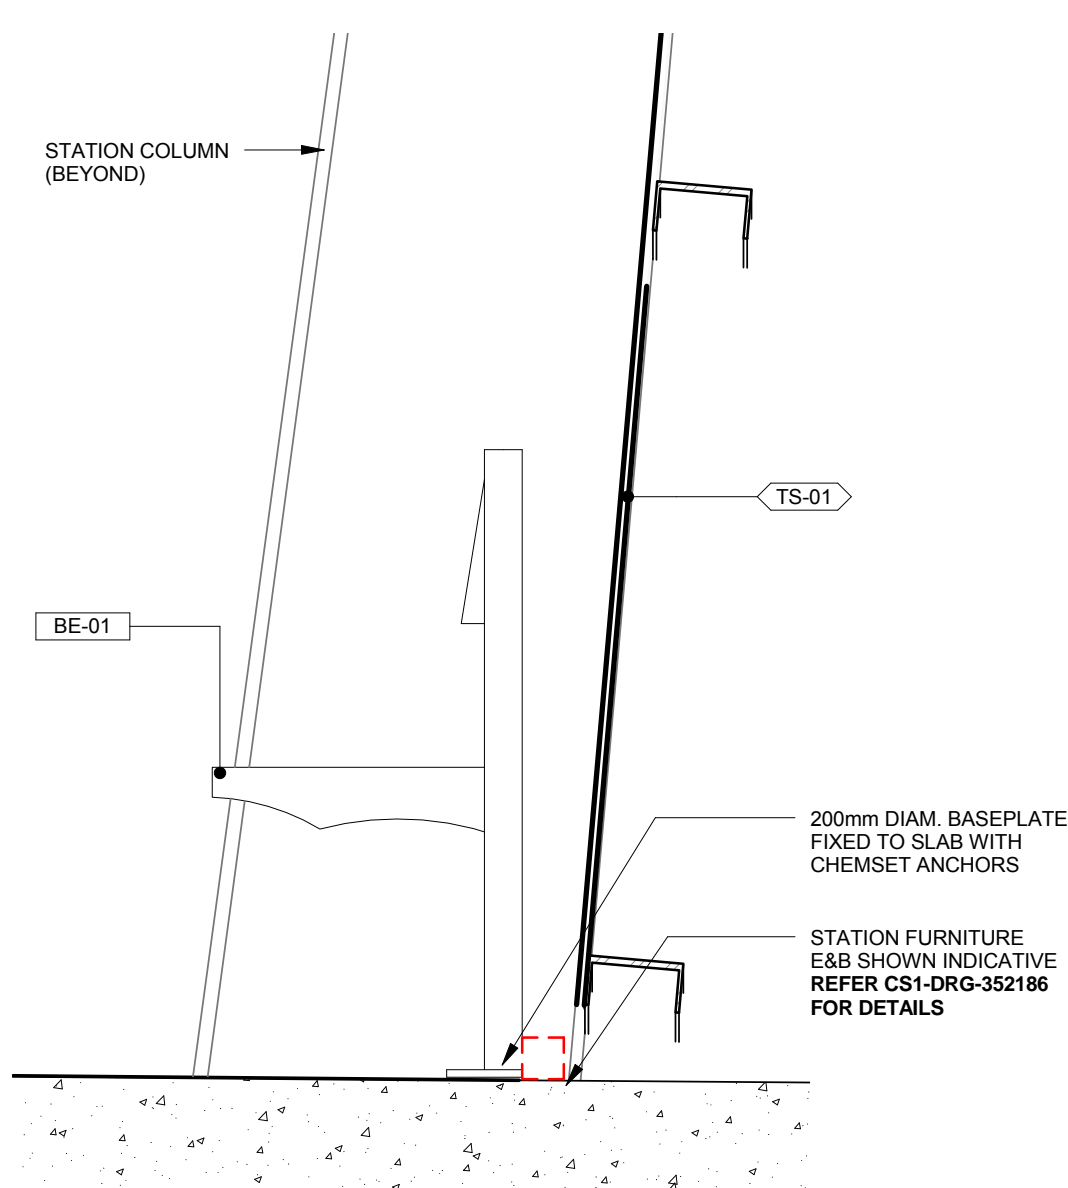 STATION COLUMN
(BEYOND)
TS-01
BE-01
200mm DIAM. BASEPLATE
FIXED TO SLAB WITH
CHEMSET ANCHORS
STATION FURNITURE
E&B SHOWN INDICATIVE
REFER CS1-DRG-352186
FOR DETAILS